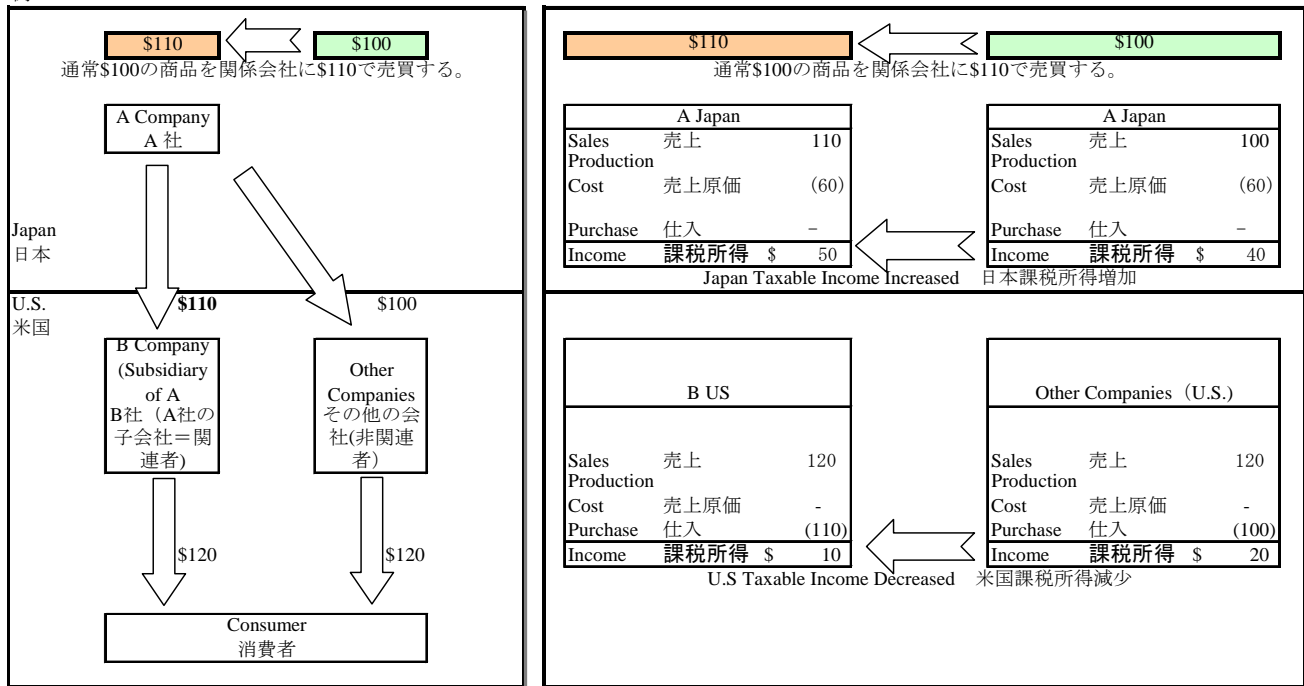 $110 $100
通常$100の商品を関係会社に$110で売買する。
A Company
A 社
Japan
日本
U.S.
米国
$110 $100
B Company
(Subsidiary
of A
B社（A社の
子会社＝関
連者)
Other
Companies
その他の会
社(非関連
者）
$120 $120
Consumer
消費者
$110 $100
通常$100の商品を関係会社に$110で売買する。
A Japan
Sales 売上 110
Production
Cost 売上原価 (60)
Purchase 仕入 -
Income 課税所得 $ 50
A Japan
Sales 売上 100
Production
Cost 売上原価 (60)
Purchase 仕入 -
Income 課税所得 $ 40
Japan Taxable Income Increased 日本課税所得増加
B US
Sales 売上 120
Production
Cost 売上原価 -
Purchase 仕入 (110)
Income 課税所得 $ 10
Other Companies（U.S.)
Sales 売上 120
Production
Cost 売上原価 -
Purchase 仕入 (100)
Income 課税所得 $ 20
U.S Taxable Income Decreased 米国課税所得減少